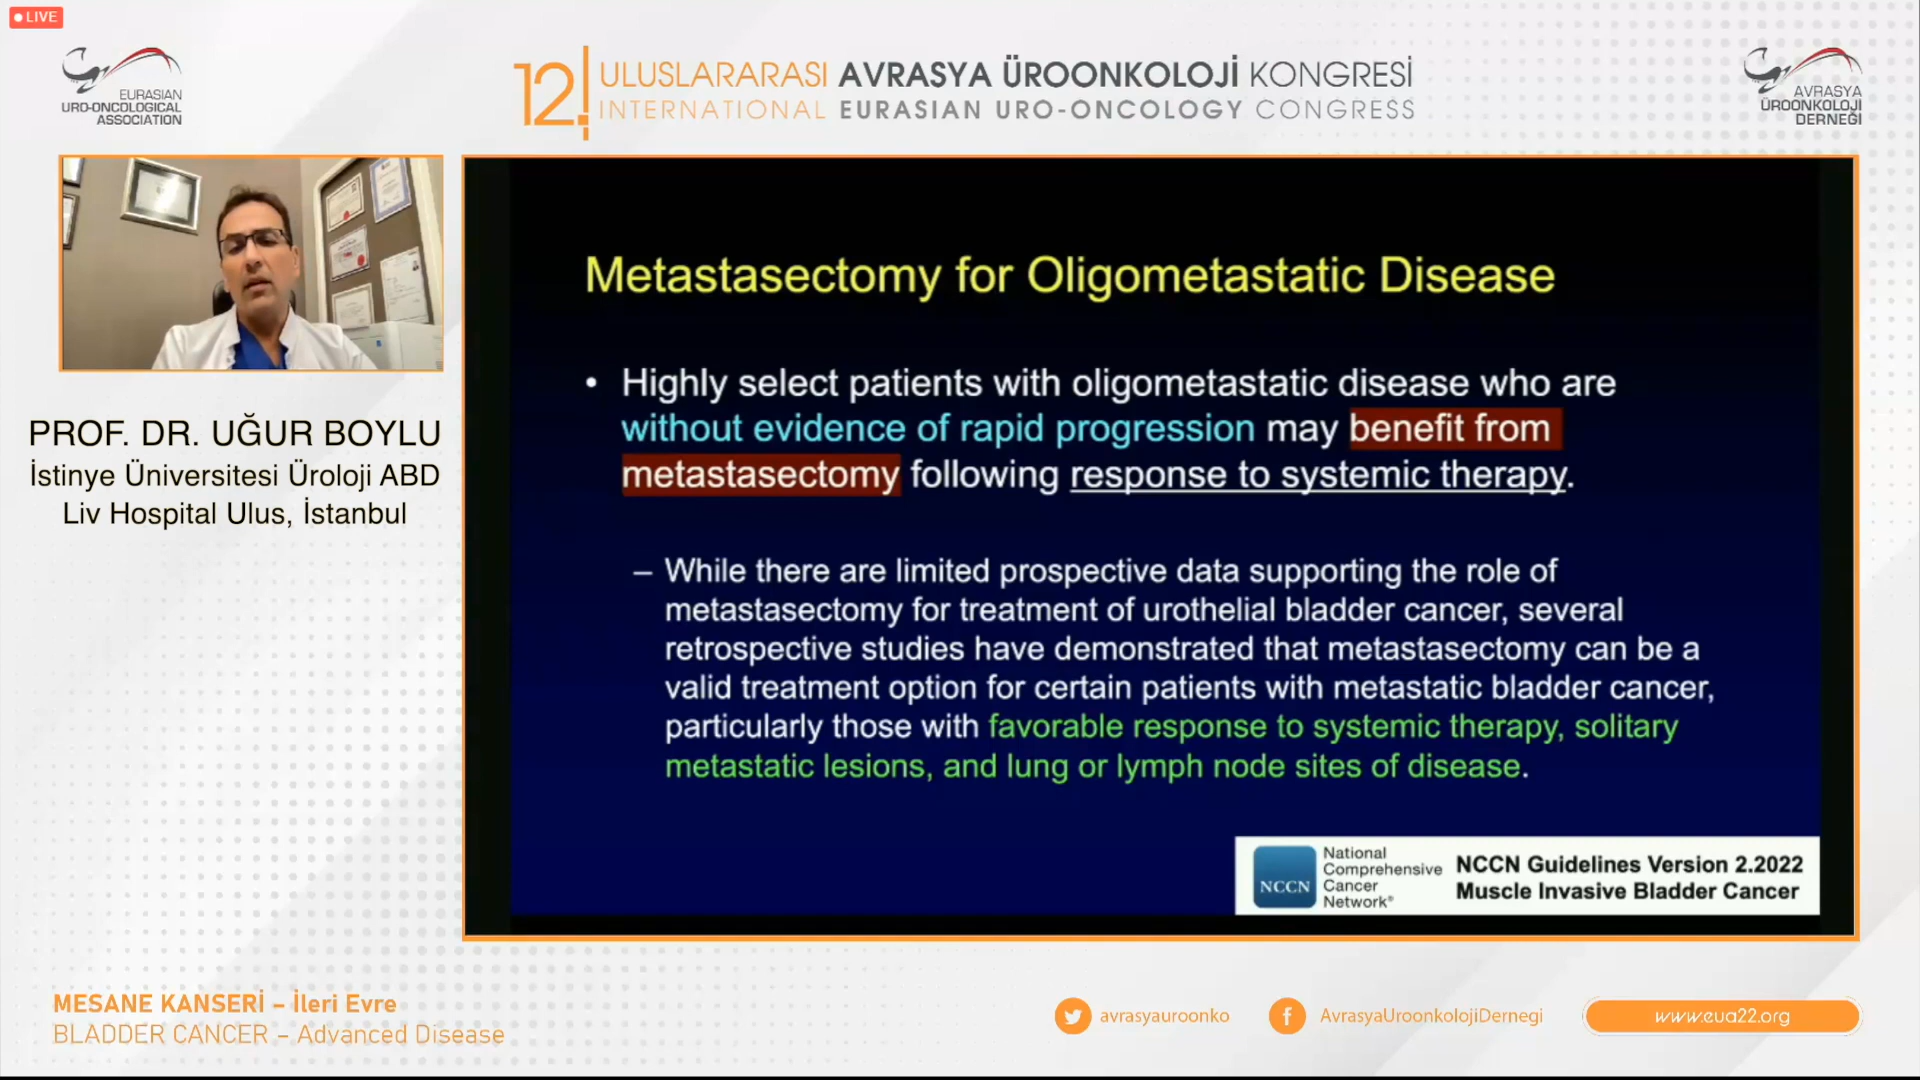 LIVE
EURASIAN
URO-ONCOLOGICAL
ASSOCIATION
12. ULUSLARARASI AVRASYA ÜROONKOLOJİ KONGRESİ
INTERNATIONAL EURASIAN URO-ONCOLOGY CONGRESS
AVRASYA
ÜROONKOLOJİ
DERNEĞİ
PROF. DR. UĞUR BOYLU
İstinye Üniversitesi Üroloji ABD
Liv Hospital Ulus, İstanbul
Metastasectomy for Oligometastatic Disease
• Highly select patients with oligometastatic disease who are
without evidence of rapid progression may benefit from
metastasectomy following response to systemic therapy.
– While there are limited prospective data supporting the role of
metastasectomy for treatment of urothelial bladder cancer, several
retrospective studies have demonstrated that metastasectomy can be a
valid treatment option for certain patients with metastatic bladder cancer,
particularly those with favorable response to systemic therapy, solitary
metastatic lesions, and lung or lymph node sites of disease.
NCCN
National
Comprehensive
Cancer
Network®
NCCN Guidelines Version 2.2022
Muscle Invasive Bladder Cancer
MESANE KANSERİ – İleri Evre
BLADDER CANCER – Advanced Disease
avrasyauroonko
AvrasyaUroonkolojiDernegi
www.eua22.org